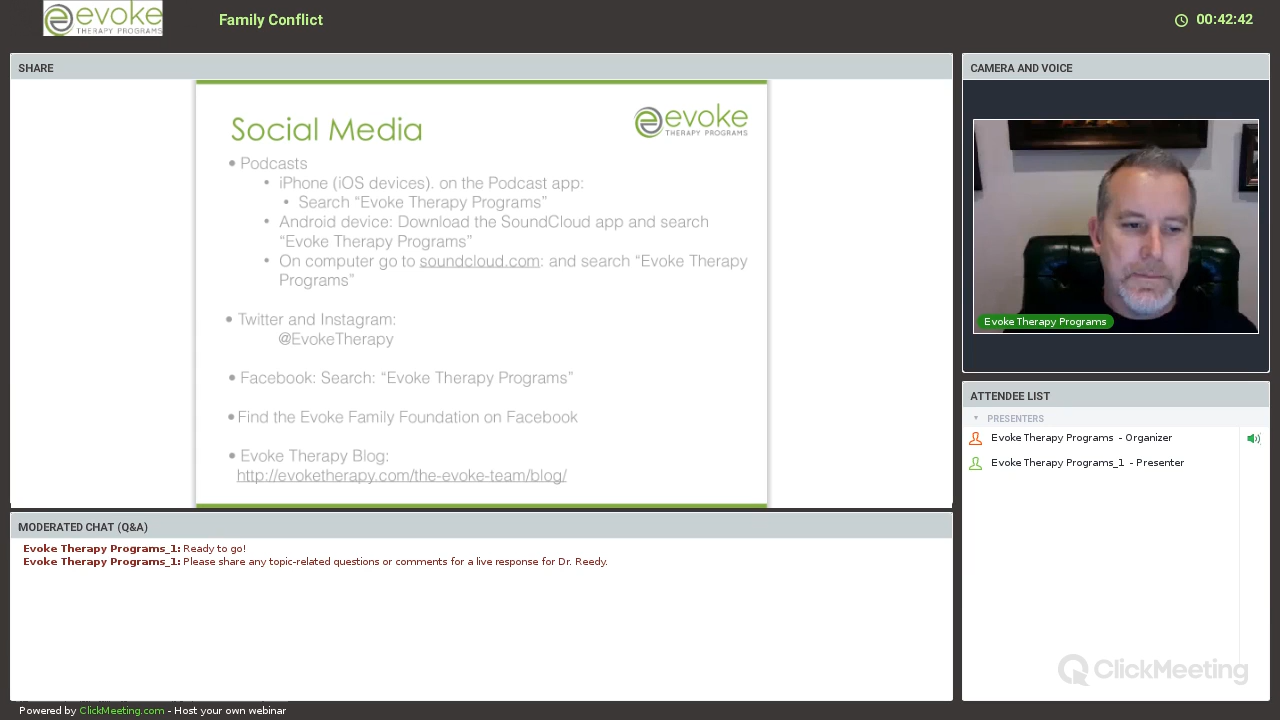 evoke
THERAPY PROGRAMS
Family Conflict
00:42:42
SHARE
Social Media
evoke
THERAPY PROGRAMS
• Podcasts
• iPhone (iOS devices). on the Podcast app:
• Search “Evoke Therapy Programs”
• Android device: Download the SoundCloud app and search
“Evoke Therapy Programs”
• On computer go to soundcloud.com: and search “Evoke Therapy
Programs”
• Twitter and Instagram:
@EvokeTherapy
• Facebook: Search: “Evoke Therapy Programs”
• Find the Evoke Family Foundation on Facebook
• Evoke Therapy Blog:
http://evoketherapy.com/the-evoke-team/blog/
MODERATED CHAT (Q&A)
Evoke Therapy Programs_1: Ready to go!
Evoke Therapy Programs_1: Please share any topic-related questions or comments for a live response for Dr. Reedy.
CAMERA AND VOICE
Evoke Therapy Programs
ATTENDEE LIST
PRESENTERS
Evoke Therapy Programs - Organizer
Evoke Therapy Programs_1 - Presenter
ClickMeeting
Powered by ClickMeeting.com - Host your own webinar